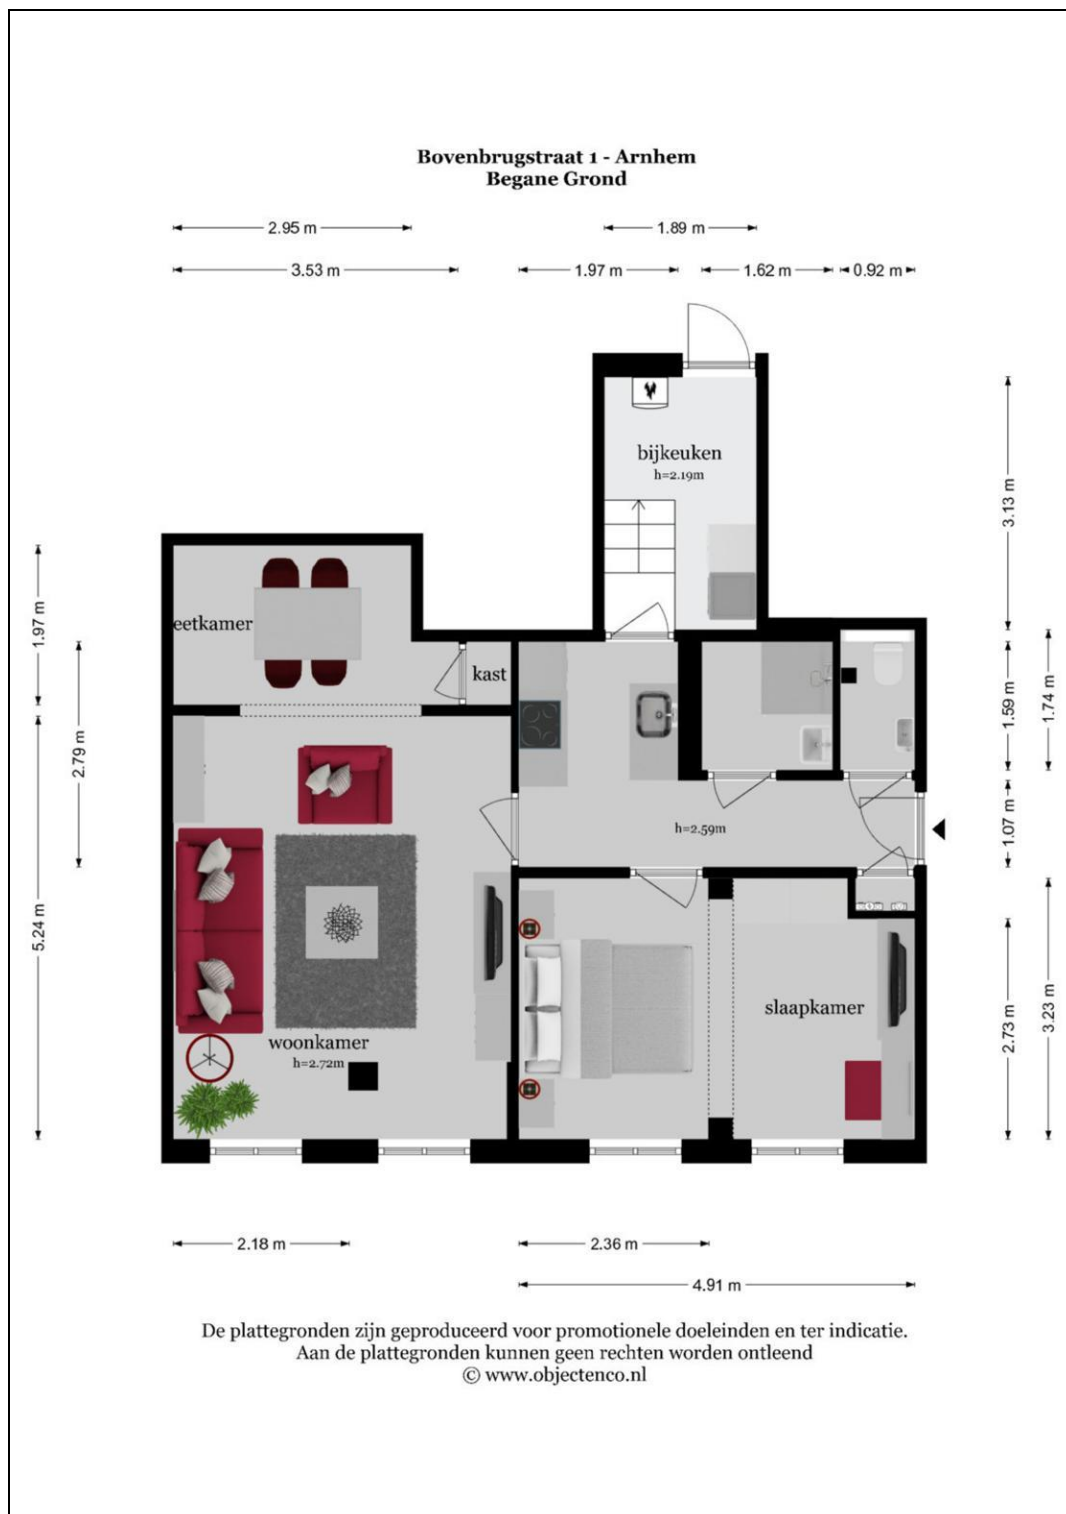 Bovenbrugstraat 1 - Arnhem
Begane Grond
2.95 m
1.89 m
3.53 m
1.97 m
1.62 m
0.92 m
bijkeuken
h=2.19m
3.13 m
eetkamer
kast
1.97 m
2.79 m
5.24 m
1.59 m
1.74 m
1.07 m
h=2.59m
2.73 m
3.23 m
slaapkamer
woonkamer
h=2.72m
2.18 m
2.36 m
4.91 m
De plattegronden zijn geproduceerd voor promotionele doeleinden en ter indicatie.
Aan de plattegronden kunnen geen rechten worden ontleend
© www.objectenco.nl